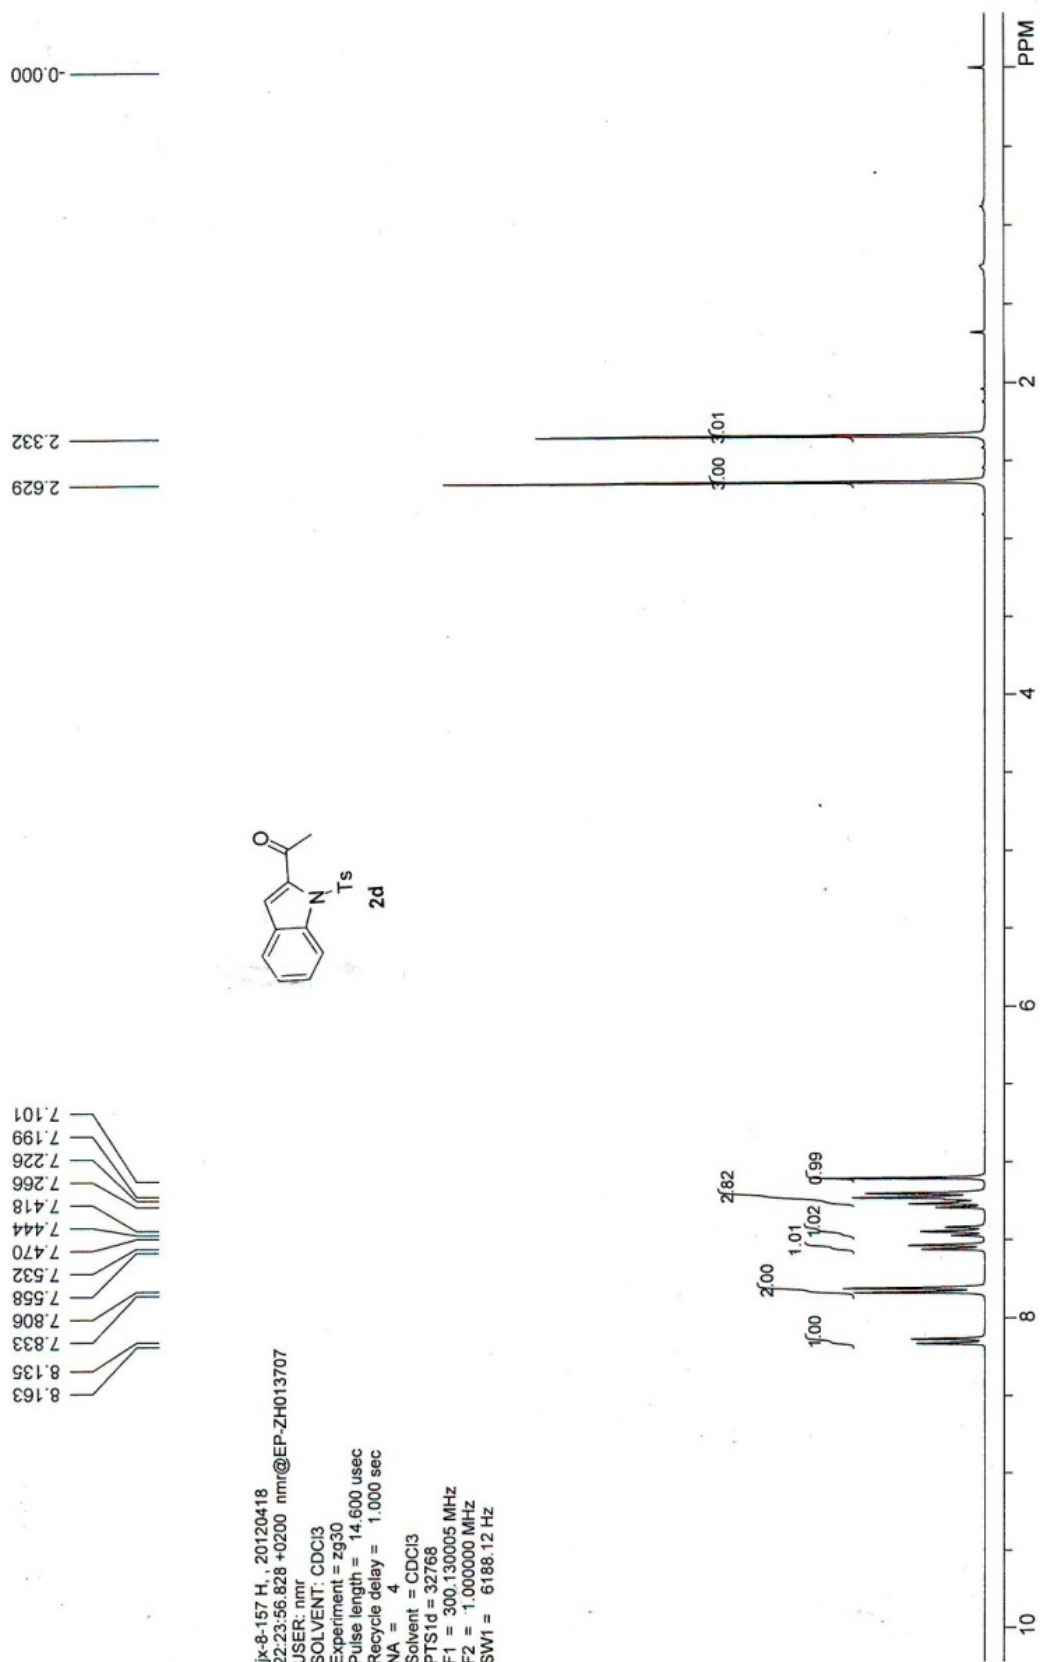 jx-8-157 H, , 20120418
22:23:56.828 +0200 nmr@EP-ZH013707
USER: nmr
SOLVENT: CDCl3
Experiment = zg30
Pulse length = 14.600 usec
Recycle delay = 1.000 sec
NA = 4
Solvent = CDCl3
PTS1d = 32768
F1 = 300.130005 MHz
F2 = 1.000000 MHz
SW1 = 6188.12 Hz
8.163
8.135
7.833
7.806
7.558
7.532
7.470
7.444
7.418
7.266
7.226
7.199
7.101
2.629
2.332
-0.000
O
N
Ts
2d
1.00
2.00
1.01
1.02
2.82
0.99
3.00
3.01
10
8
6
4
2
PPM